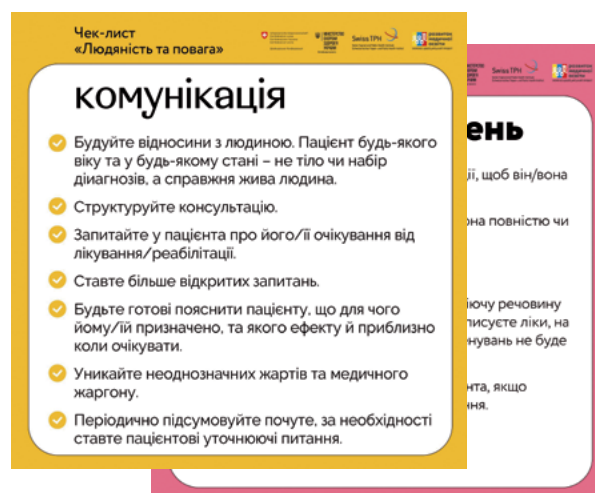 Чек-лист
«Людяність та повага»
Swiss TPH
комунікація
Будуйте відносини з людиною. Пацієнт будь-якого
віку та у будь-якому стані – не тіло чи набір
діиагнозів, а справжня жива людина.
Структуруйте консультацію.
Запитайте у пацієнта про його/її очікування від
лікування/реабілітації.
Ставте більше відкритих запитань.
Будьте готові пояснити пацієнту, що для чого
йому/їй призначено, та якого ефекту й приблизно
коли очікувати.
Уникайте неоднозначних жартів та медичного
жаргону.
Періодично підсумовуйте почуте, за необхідності
ставте пацієнтові уточнюючі питання.
Swiss TPH
ень
ії, щоб він/вона
на повністю чи
ючу речовину
писуєте ліки, на
нувань не буде
нта, якщо
ня.